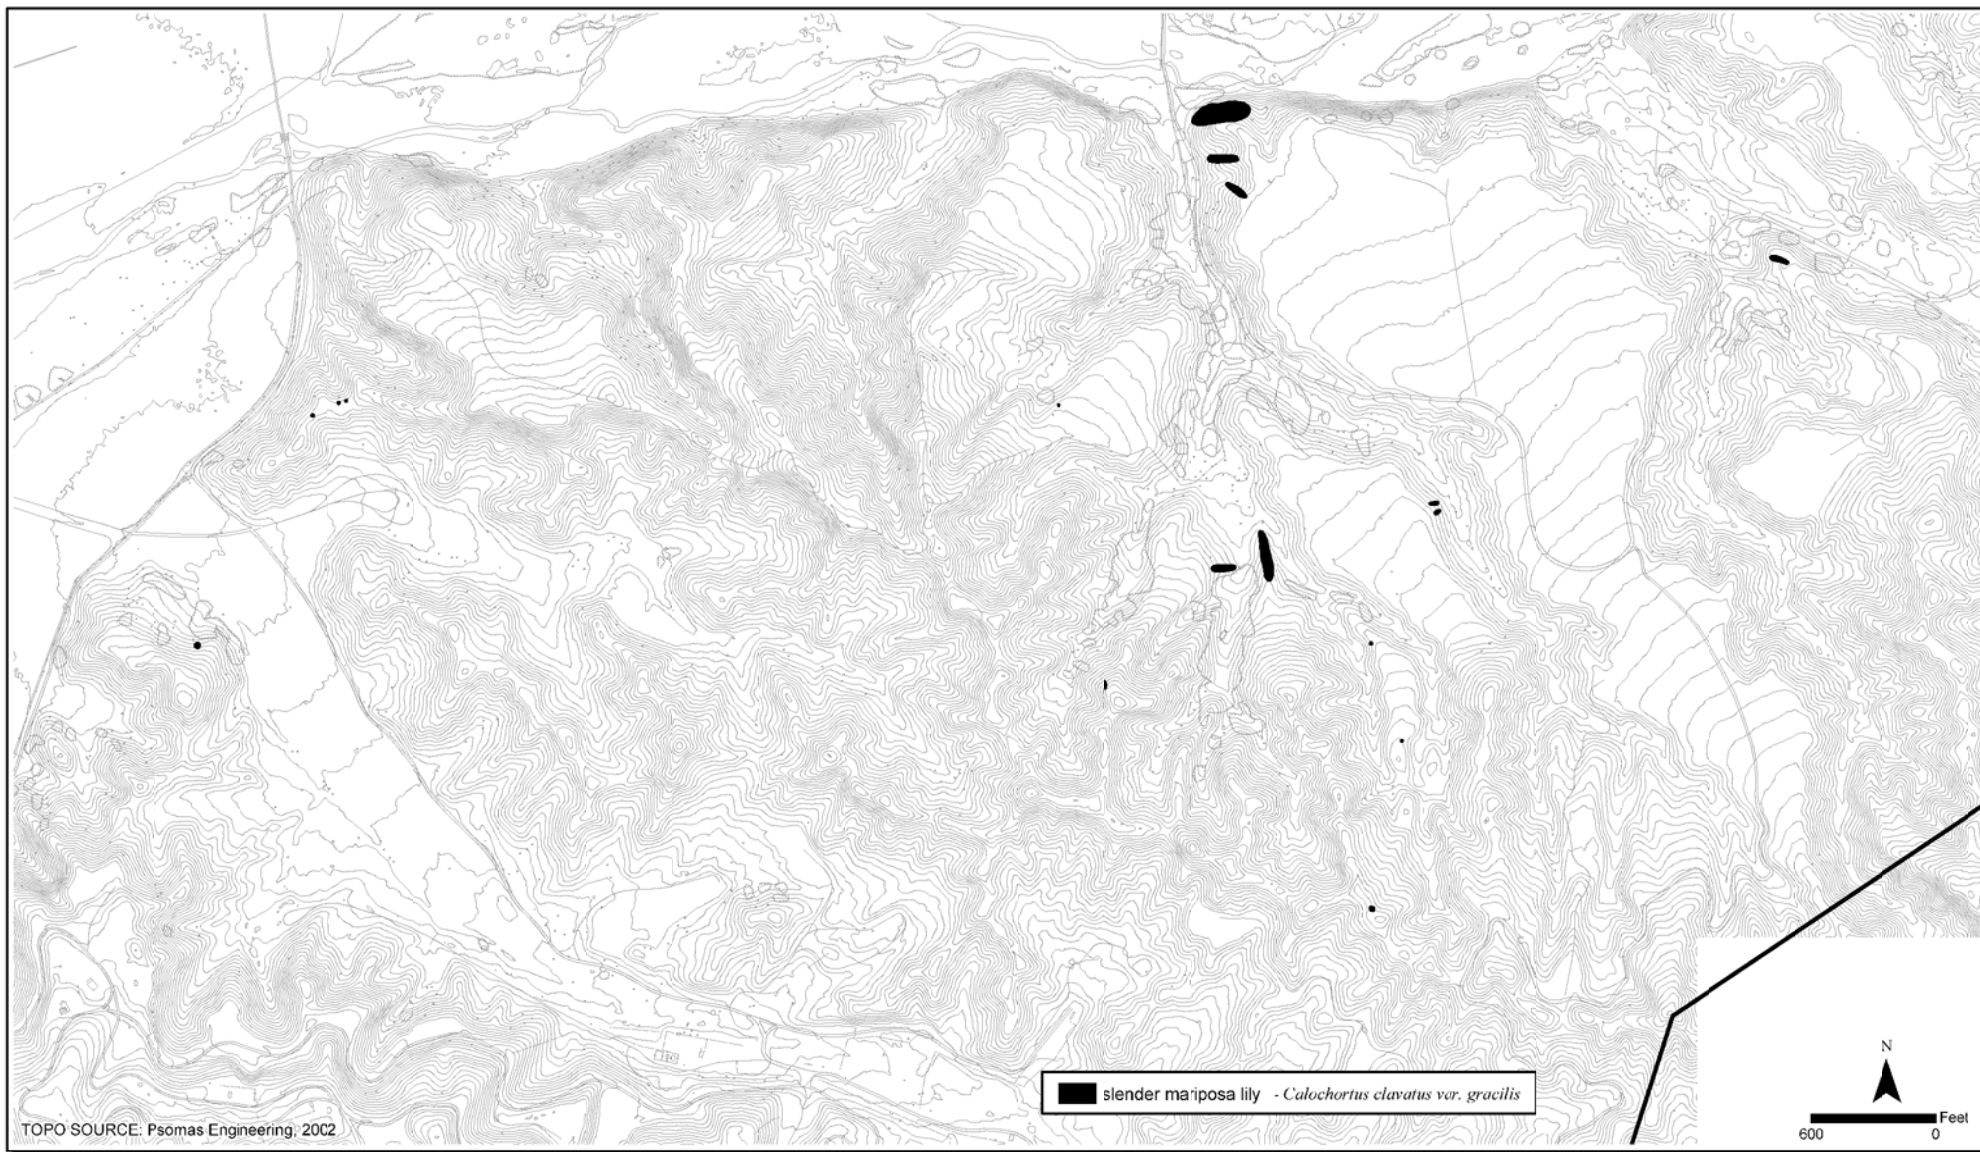 slender mariposa lily - Calochortus clavatus var. gracilis
N
Feet
600 0
TOPO SOURCE: Psomas Engineering, 2002